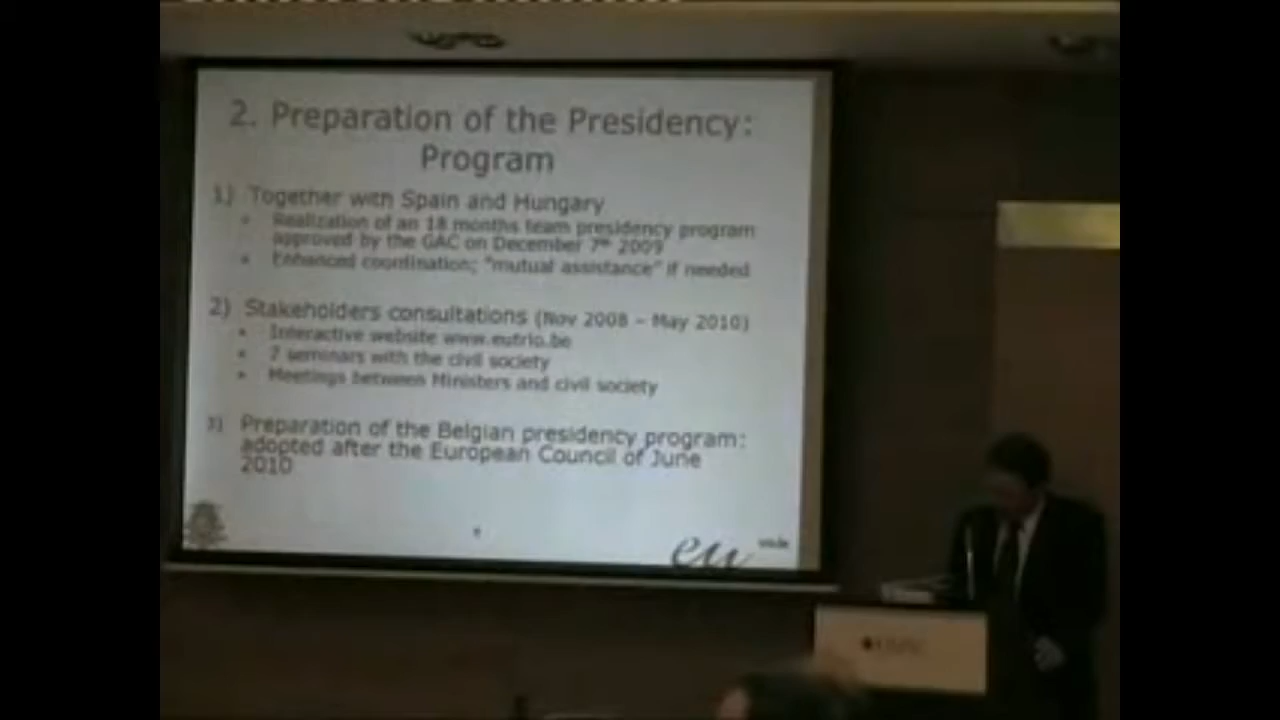 2. Preparation of the Presidency:
Program
1) Together with Spain and Hungary
• Realization of an 18 months team presidency program
approved by the GAC on December 7th 2009
• Enhanced coordination; "mutual assistance" if needed
2) Stakeholders consultations (Nov 2008 – May 2010)
• Interactive website www.eutrio.be
• 7 seminars with the civil society
• Meetings between Ministers and civil society
3) Preparation of the Belgian presidency program:
adopted after the European Council of June
2010
eu